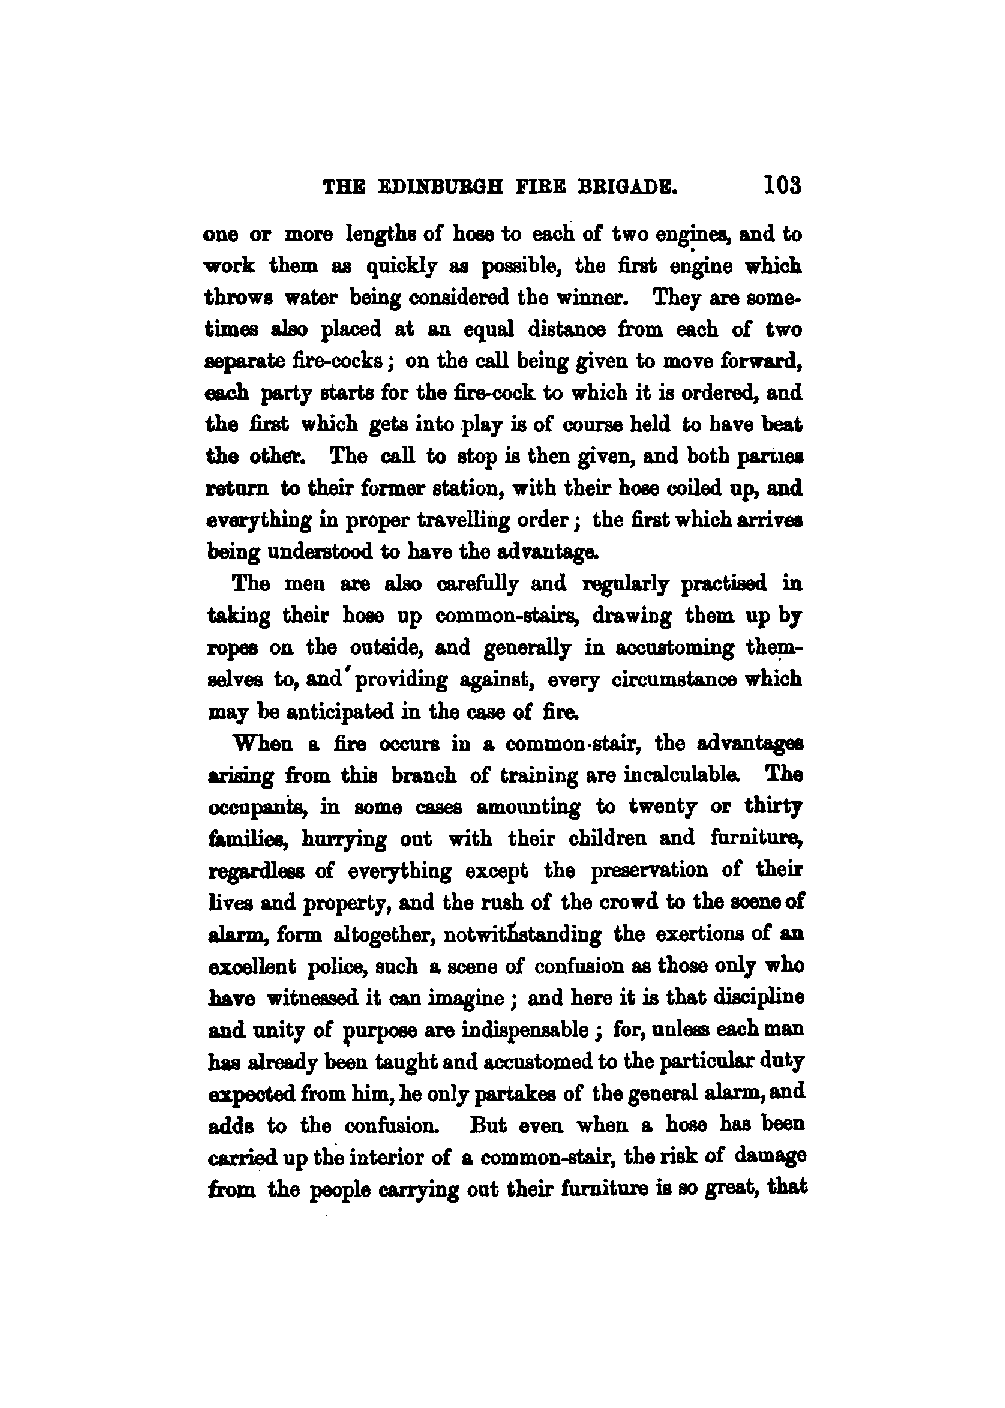 THE EDINBURGH FIRE BRIGADE. 103
one or more lengths of hose to each of two engines, and to
work them as quickly as possible, the first engine which
throws water being considered the winner. They are some-
times also placed at an equal distance from each of two
separate fire-cocks; on the call being given to move forward,
each party starts for the fire-cock to which it is ordered, and
the first which gets into play is of course held to have beat
the other. The call to stop is then given, and both parties
return to their former station, with their hose coiled up, and
everything in proper travelling order; the first which arrives
being understood to have the advantage.
The men are also carefully and regularly practised in
taking their hose up common-stairs, drawing them up by
ropes on the outside, and generally in accustoming them-
selves to, and providing against, every circumstance which
may be anticipated in the case of fire.
When a fire occurs in a common-stair, the advantages
arising from this branch of training are incalculable. The
occupants, in some cases amounting to twenty or thirty
families, hurrying out with their children and furniture,
regardless of everything except the preservation of their
lives and property, and the rush of the crowd to the scene of
alarm, form altogether, notwithstanding the exertions of an
excellent police, such a scene of confusion as those only who
have witnessed it can imagine; and here it is that discipline
and unity of purpose are indispensable; for, unless each man
has already been taught and accustomed to the particular duty
expected from him, he only partakes of the general alarm, and
adds to the confusion. But even when a hose has been
carried up the interior of a common-stair, the risk of damage
from the people carrying out their furniture is so great, that